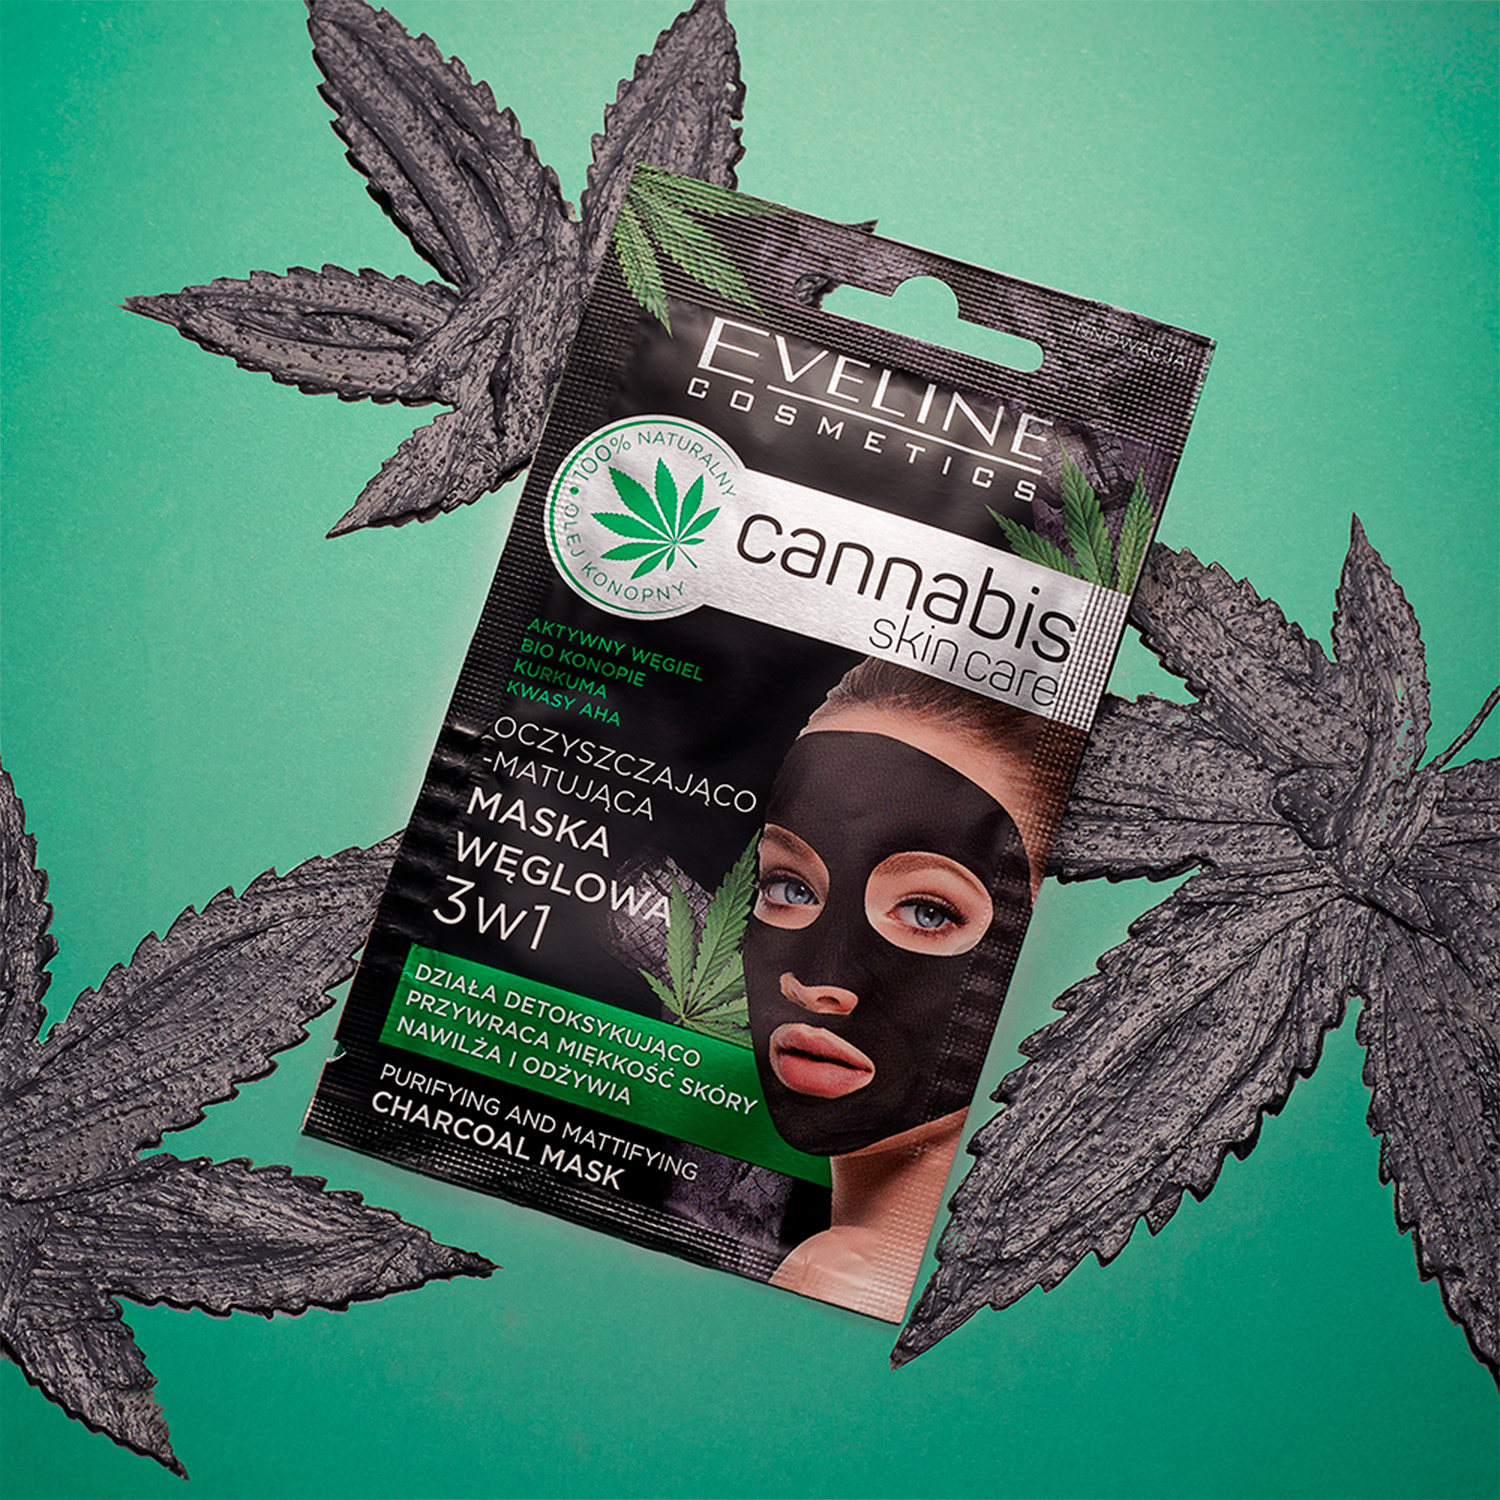 INNOWACJA
EVELINE
COSMETICS
100% NATURALNY
OLEJ KONOPNY
cannabis
skin care
AKTYWNY WĘGIEL
BIO KONOPIE
KURKUMA
KWASY AHA
OCZYSZCZAJĄCO
-MATUJĄCA
MASKA
WĘGLOWA
3w1
DZIAŁA DETOKSYKUJĄCO
PRZYWRACA MIĘKKOŚĆ SKÓRY
NAWILŻA I ODŻYWIA
PURIFYING AND MATTIFYING
CHARCOAL MASK